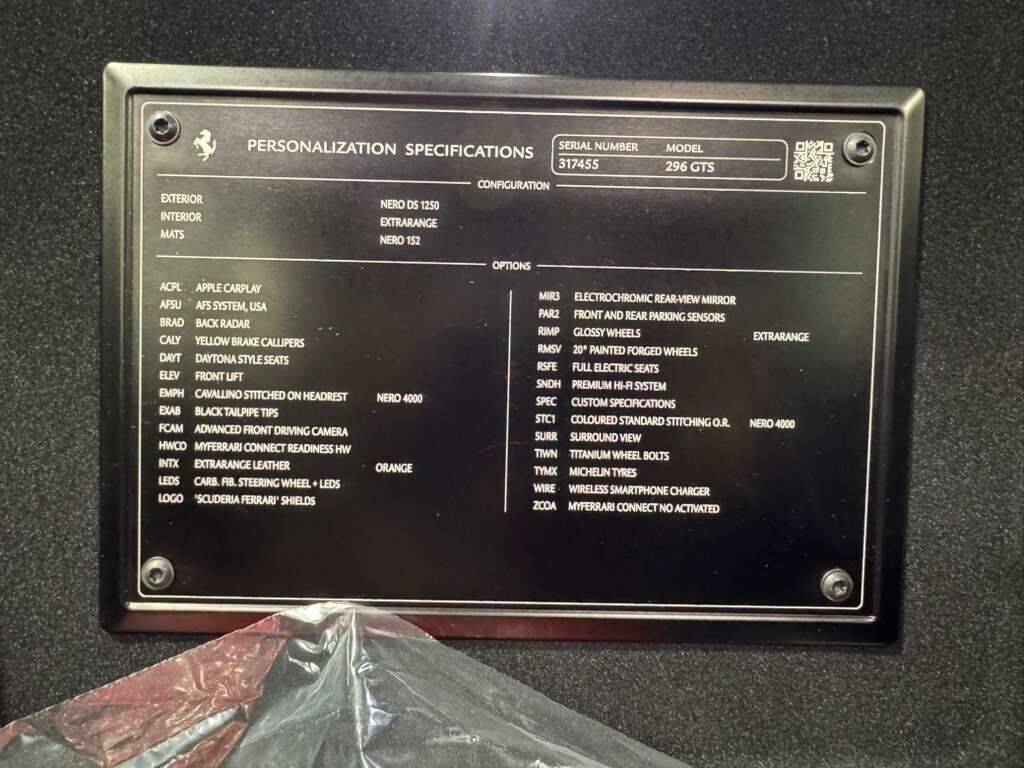 PERSONALIZATION SPECIFICATIONS
SERIAL NUMBER MODEL
317455 296 GTS
CONFIGURATION
EXTERIOR NERO DS 1250
INTERIOR EXTRARANGE
MATS NERO 152
OPTIONS
ACPL APPLE CARPLAY
AFSU AFS SYSTEM, USA
BRAD BACK RADAR
CALY YELLOW BRAKE CALLIPERS
DAYT DAYTONA STYLE SEATS
ELEV FRONT LIFT
EMPH CAVALLINO STITCHED ON HEADREST NERO 4000
EXAB BLACK TAILPIPE TIPS
FCAM ADVANCED FRONT DRIVING CAMERA
HWCO MYFERRARI CONNECT READINESS HW
INTX EXTRARANGE LEATHER ORANGE
LEDS CARB. FIB. STEERING WHEEL + LEDS
LOGO 'SCUDERIA FERRARI' SHIELDS
MIR3 ELECTROCHROMIC REAR-VIEW MIRROR
PAR2 FRONT AND REAR PARKING SENSORS
RIMP GLOSSY WHEELS EXTRARANGE
RMSV 20" PAINTED FORGED WHEELS
RSFE FULL ELECTRIC SEATS
SNDH PREMIUM HI-FI SYSTEM
SPEC CUSTOM SPECIFICATIONS
STC1 COLOURED STANDARD STITCHING O.R. NERO 4000
SURR SURROUND VIEW
TIWN TITANIUM WHEEL BOLTS
TYMX MICHELIN TYRES
WIRE WIRELESS SMARTPHONE CHARGER
ZCOA MYFERRARI CONNECT NO ACTIVATED